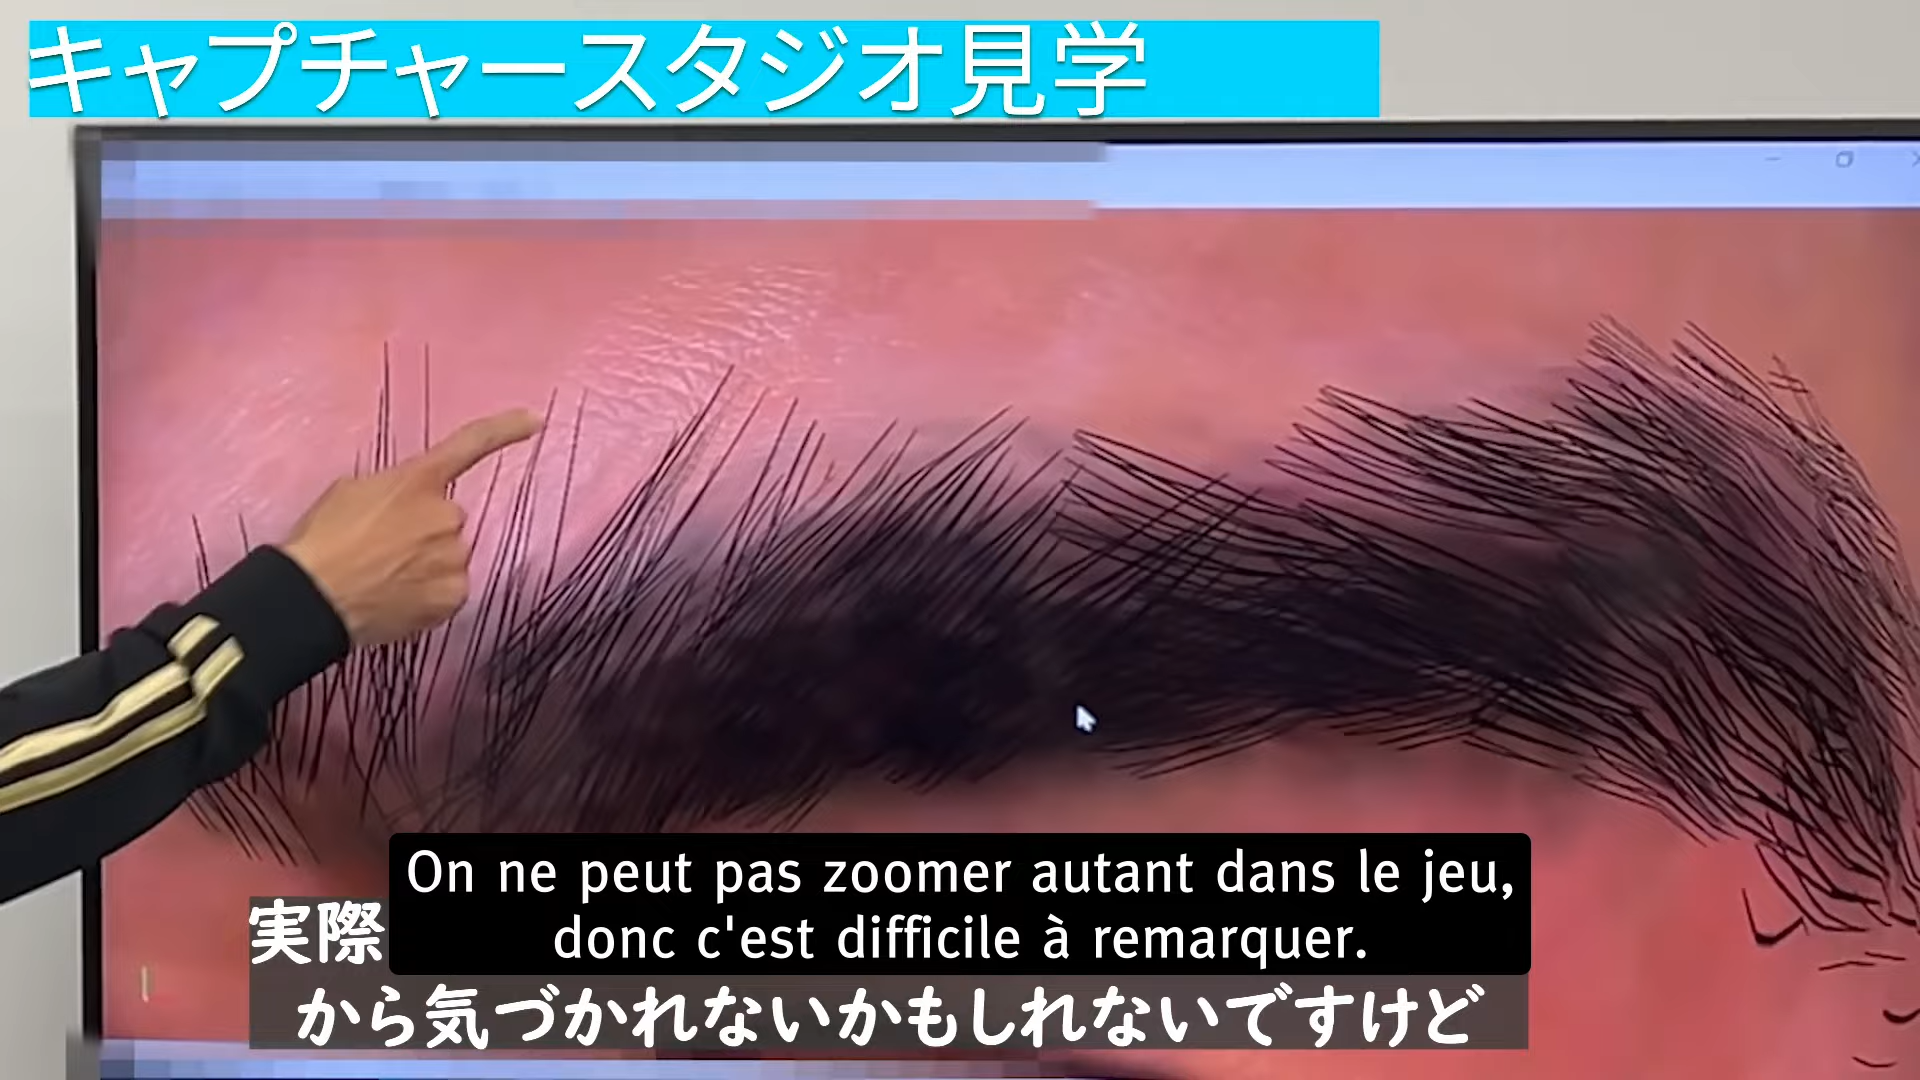 キャプチャースタジオ見学
On ne peut pas zoomer autant dans le jeu,
donc c'est difficile à remarquer.
実際
から気づかれないかもしれないですけど